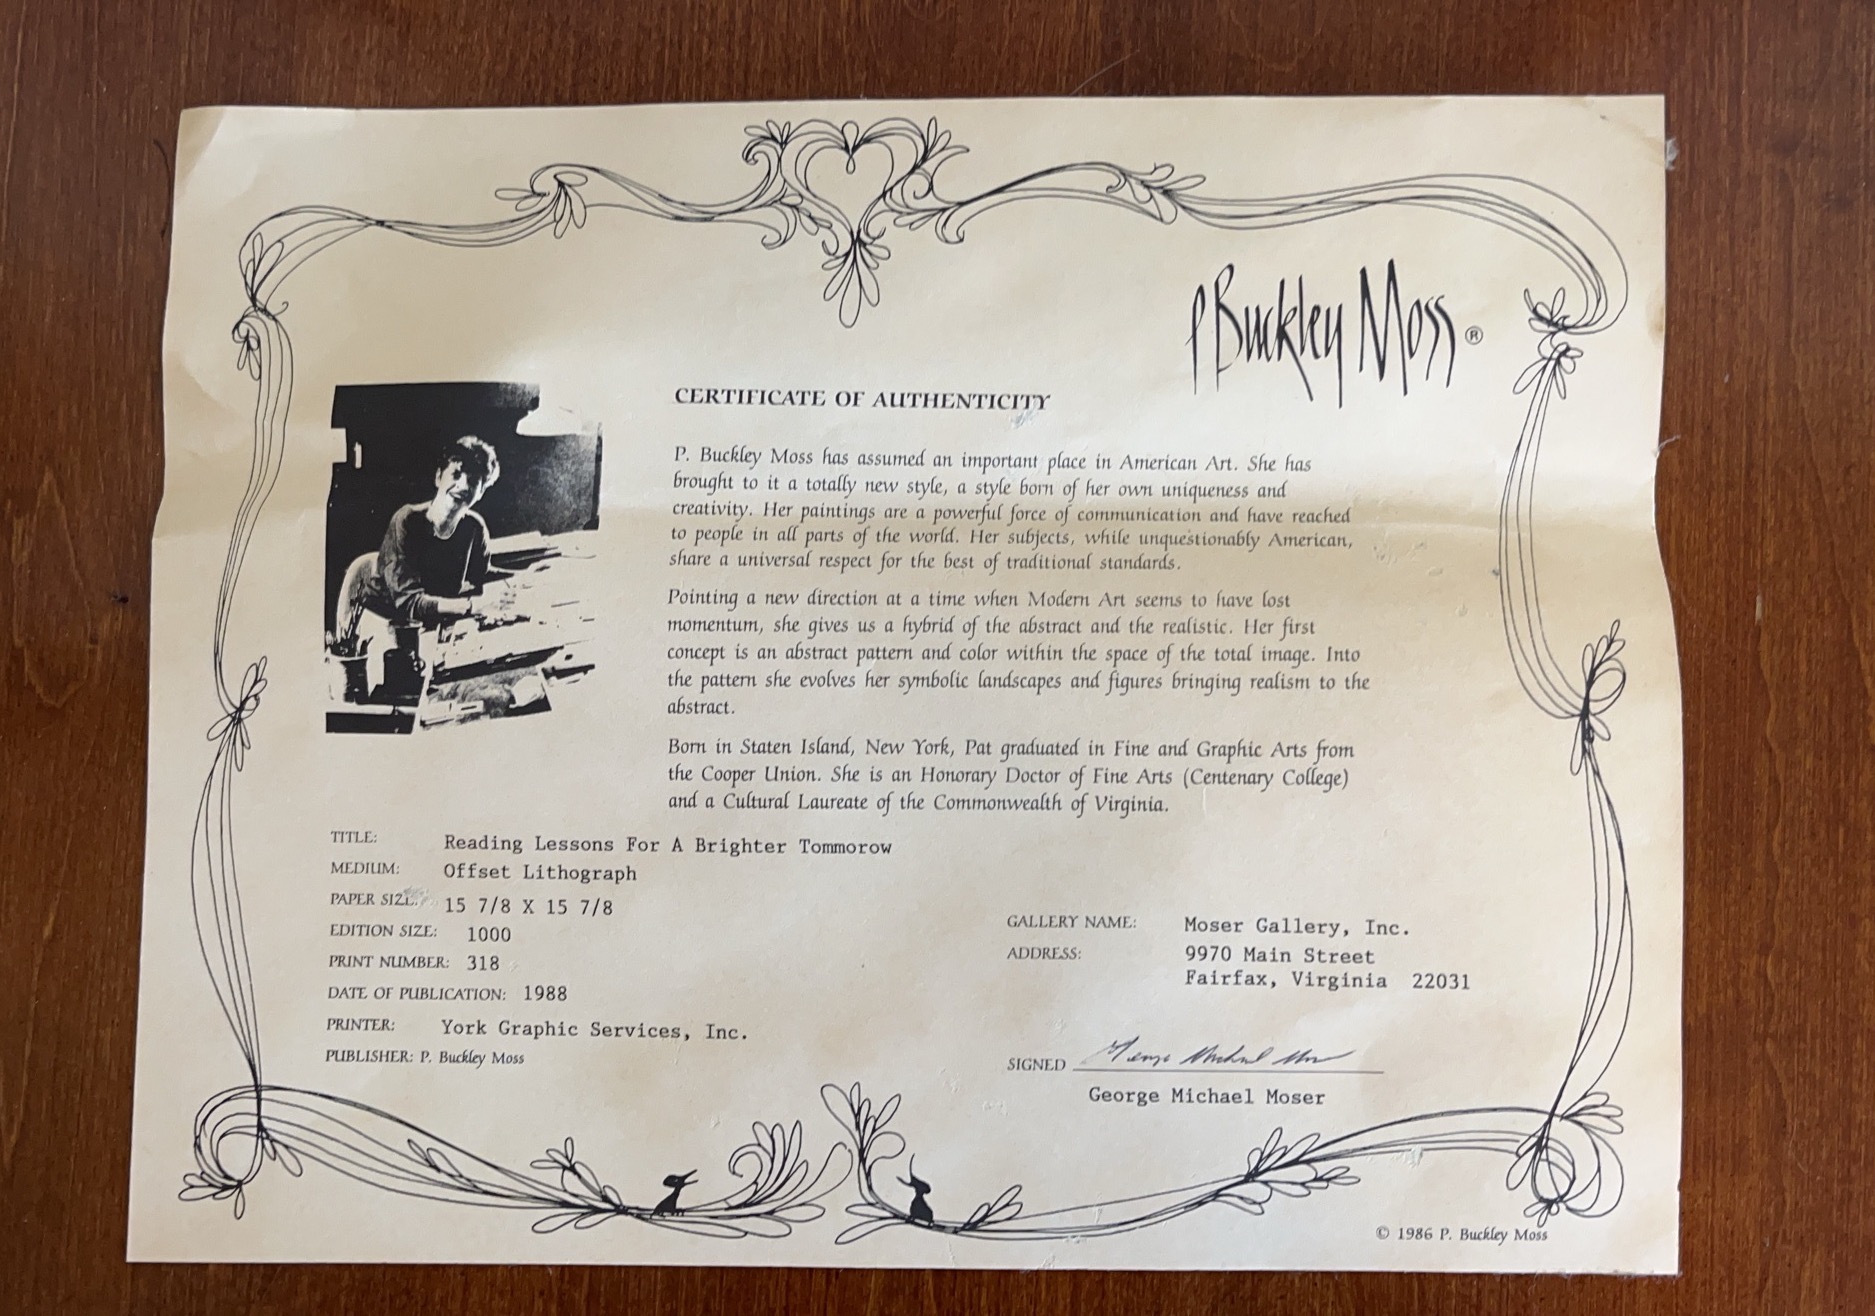 P Buckley Moss ®
CERTIFICATE OF AUTHENTICITY
P. Buckley Moss has assumed an important place in American Art. She has
brought to it a totally new style, a style born of her own uniqueness and
creativity. Her paintings are a powerful force of communication and have reached
to people in all parts of the world. Her subjects, while unquestionably American,
share a universal respect for the best of traditional standards.
Pointing a new direction at a time when Modern Art seems to have lost
momentum, she gives us a hybrid of the abstract and the realistic. Her first
concept is an abstract pattern and color within the space of the total image. Into
the pattern she evolves her symbolic landscapes and figures bringing realism to the
abstract.
Born in Staten Island, New York, Pat graduated in Fine and Graphic Arts from
the Cooper Union. She is an Honorary Doctor of Fine Arts (Centenary College)
and a Cultural Laureate of the Commonwealth of Virginia.
TITLE: Reading Lessons For A Brighter Tommorow
MEDIUM: Offset Lithograph
PAPER SIZE: 15 7/8 X 15 7/8
EDITION SIZE: 1000
PRINT NUMBER: 318
DATE OF PUBLICATION: 1988
PRINTER: York Graphic Services, Inc.
PUBLISHER: P. Buckley Moss
GALLERY NAME: Moser Gallery, Inc.
ADDRESS: 9970 Main Street
Fairfax, Virginia 22031
SIGNED George Michael Moser
George Michael Moser
© 1986 P. Buckley Moss